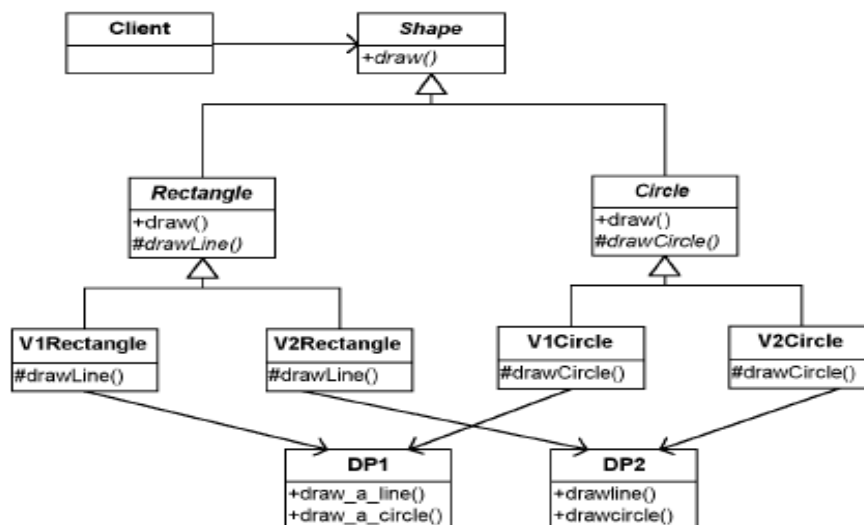 Client
Shape
+draw()
Rectangle
+draw()
#drawLine()
Circle
+draw()
#drawCircle()
V1Rectangle
#drawLine()
V2Rectangle
#drawLine()
V1Circle
#drawCircle()
V2Circle
#drawCircle()
DP1
+draw_a_line()
+draw_a_circle()
DP2
+drawline()
+drawcircle()